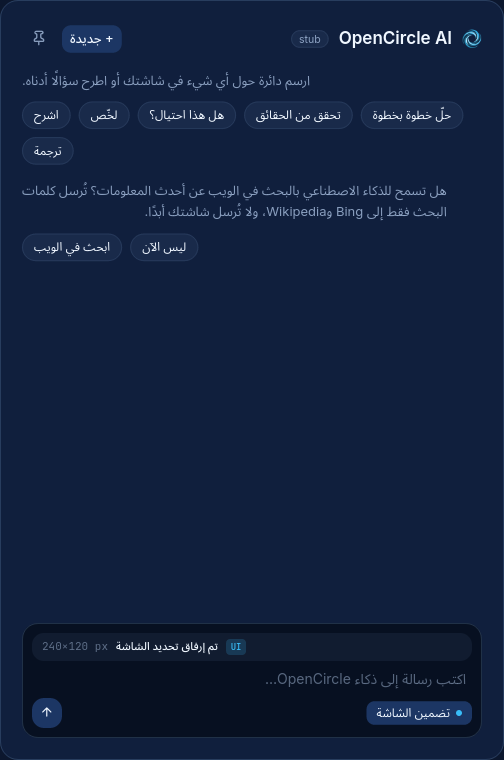 OpenCircle AI
stub
+ جديدة
ارسم دائرة حول أي شيء في شاشتك أو اطرح سؤالًا أدناه.
حلّ خطوة بخطوة
تحقق من الحقائق
هل هذا احتيال؟
لخّص
اشرح
ترجمة
هل تسمح للذكاء الاصطناعي بالبحث في الويب عن أحدث المعلومات؟ تُرسل كلمات
البحث فقط إلى Bing وWikipedia، ولا تُرسل شاشتك أبدًا.
ليس الآن
ابحث في الويب
UI تم إرفاق تحديد الشاشة 240×120 px
اكتب رسالة إلى ذكاء OpenCircle...
تضمين الشاشة